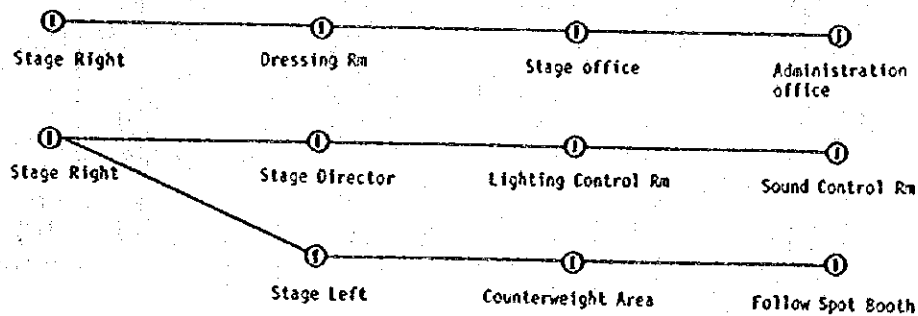 Stage Right
Dressing Rm
Stage office
Administration
office
Stage Right
Stage Director
Lighting Control Rm
Sound Control Rm
Stage Left
Counterweight Area
Follow Spot Booth